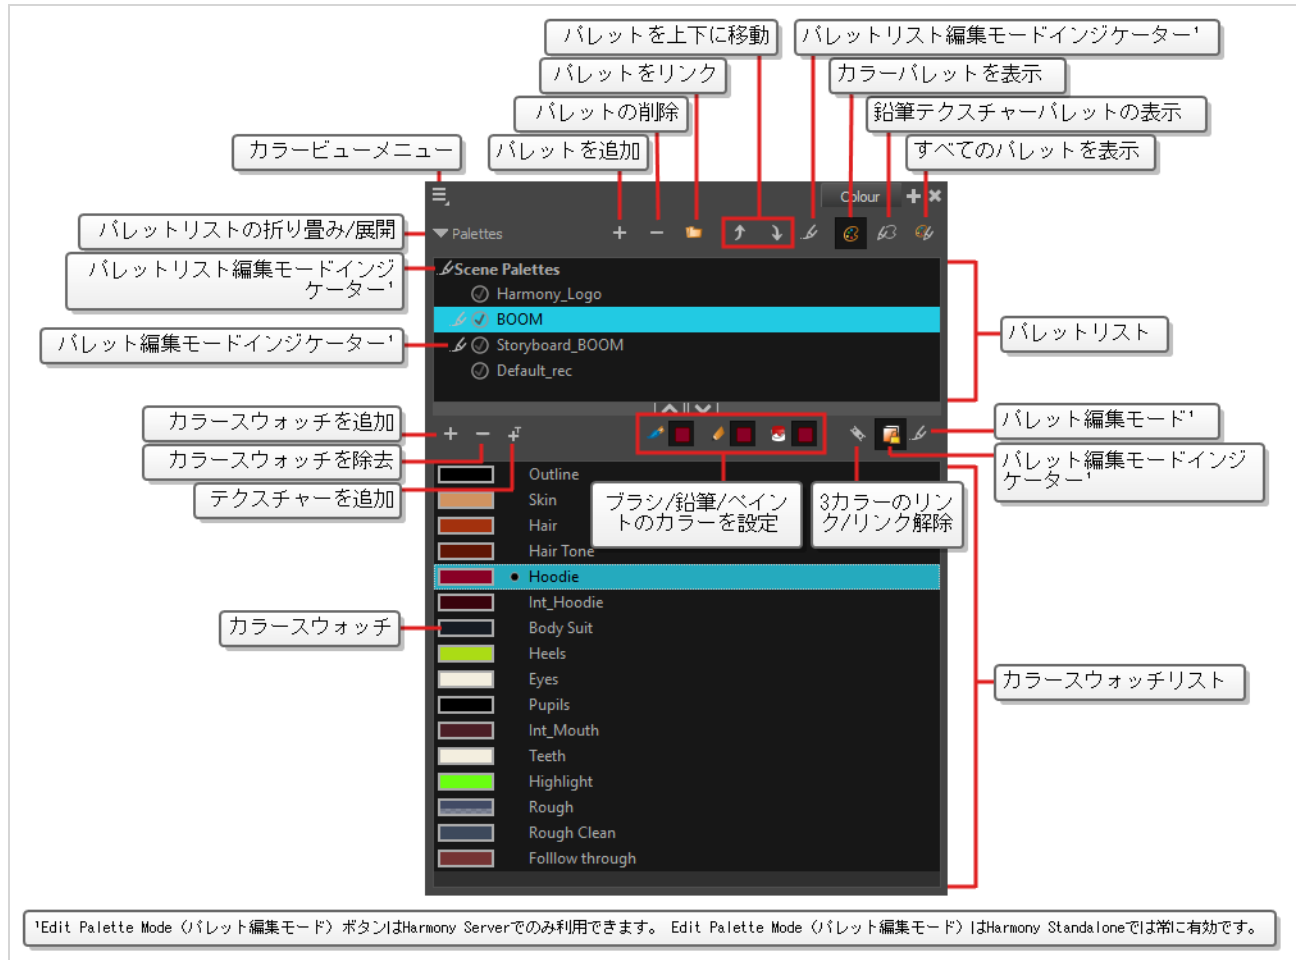 パレットを上下に移動
パレットリスト編集モードインジケーター¹
パレットをリンク
カラーパレットを表示
パレットの削除
鉛筆テクスチャーパレットの表示
カラービューメニュー
パレットを追加
すべてのパレットを表示
Colour
パレットリストの折り畳み/展開
Palettes
パレットリスト編集モードインジ
ケーター¹
Scene Palettes
Harmony_Logo
BOOM
パレット編集モードインジケーター¹
Storyboard_BOOM
Default_rec
パレットリスト
カラースウォッチを追加
カラースウォッチを除去
テクスチャーを追加
パレット編集モード¹
パレット編集モードインジ
ケーター¹
ブラシ/鉛筆/ペイン
トのカラーを設定
3カラーのリン
ク/リンク解除
Outline
Skin
Hair
Hair Tone
Hoodie
Int_Hoodie
カラースウォッチ
Body Suit
Heels
Eyes
カラースウォッチリスト
Pupils
Int_Mouth
Teeth
Highlight
Rough
Rough Clean
Folllow through
¹Edit Palette Mode（パレット編集モード）ボタンはHarmony Serverでのみ利用できます。 Edit Palette Mode（パレット編集モード）はHarmony Standaloneでは常に有効です。